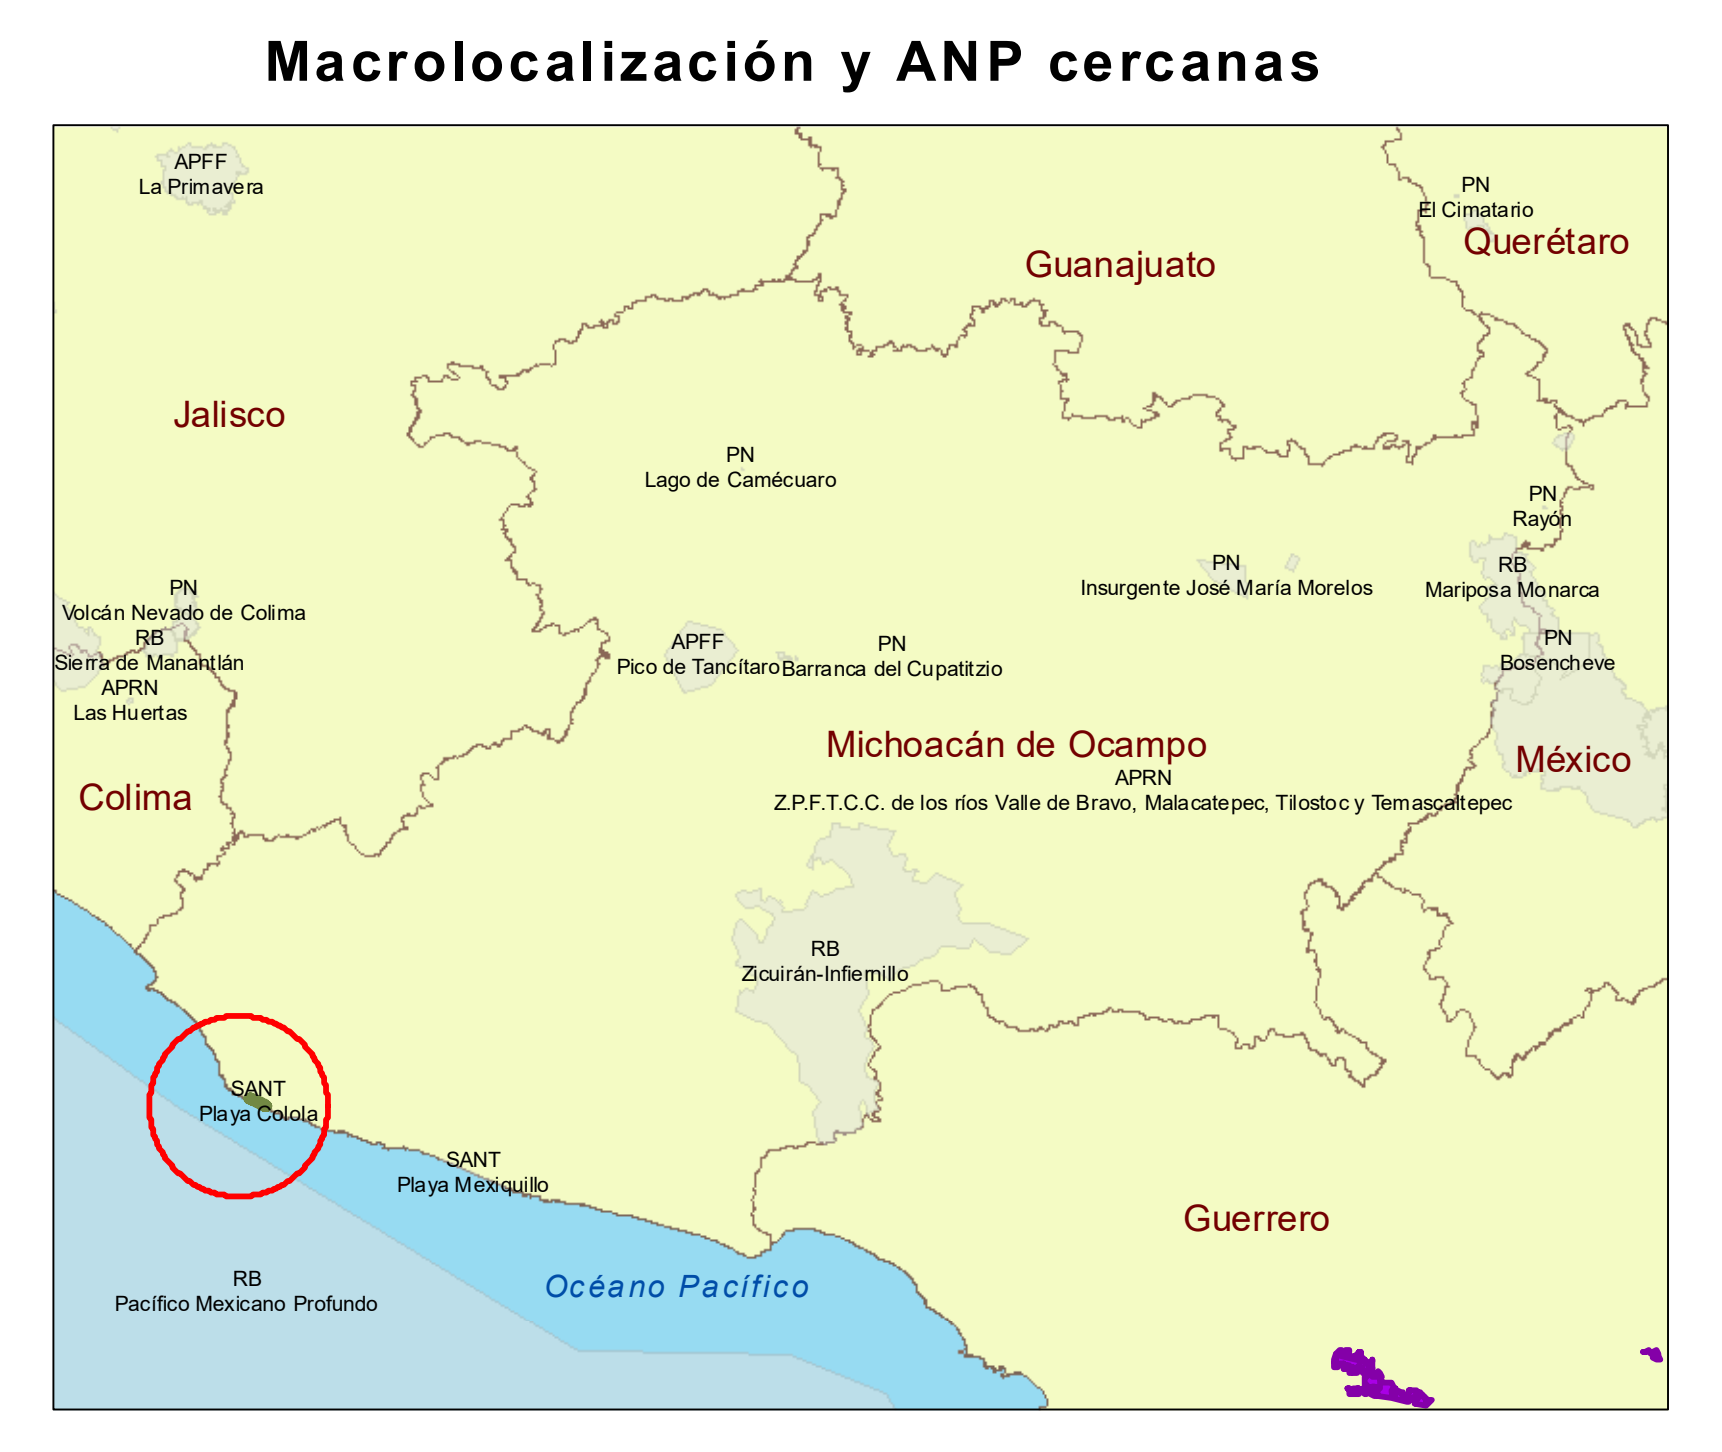 Macrolocalización y ANP cercanas
APFF
La Primavera
PN
El Cimatario
Querétaro
Guanajuato
Jalisco
PN
Lago de Camécuaro
PN
Rayón
PN
Insurgente José María Morelos
RB
Mariposa Monarca
PN
Volcán Nevado de Colima
RB
Sierra de Manantlán
APRN
Las Huertas
APFF
Pico de Tancítaro
PN
Barranca del Cupatitzio
PN
Bosencheve
Michoacán de Ocampo
México
Colima
APRN
Z.P.F.T.C.C. de los ríos Valle de Bravo, Malacatepec, Tilostoc y Temascaltepec
RB
Zicuirán-Infiernillo
SANT
Playa Colola
SANT
Playa Mexiquillo
Guerrero
RB
Pacífico Mexicano Profundo
Océano Pacífico